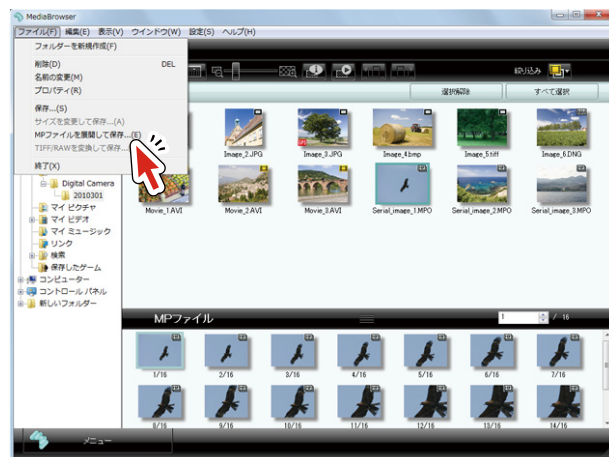 MediaBrowser
ファイル(F) 編集(E) 表示(V) ウインドウ(W) 設定(S) ヘルプ(H)
フォルダーを新規作成(F)
削除(D) DEL
名前の変更(M)
プロパティ(R)
保存...(S)
サイズを変更して保存...(A)
MPファイルを展開して保存...(E)
TIFF/RAWを変換して保存...
終了(X)
絞り込み
選択解除 すべて選択
Image_2.JPG Image_3.JPG Image_4.bmp Image_5.tiff Image_6.DNG
Movie_1.AVI Movie_2.AVI Movie_3.AVI Serial_image_1.MPO Serial_image_2.MPO Serial_image_3.MPO
Digital Camera
2010301
マイ ピクチャ
マイ ビデオ
マイ ミュージック
リンク
検索
保存したゲーム
コンピューター
コントロール パネル
新しいフォルダー
MPファイル 1 / 16
1/16 2/16 3/16 4/16 5/16 6/16 7/16
8/16 9/16 10/16 11/16 12/16 13/16 14/16
メニュー